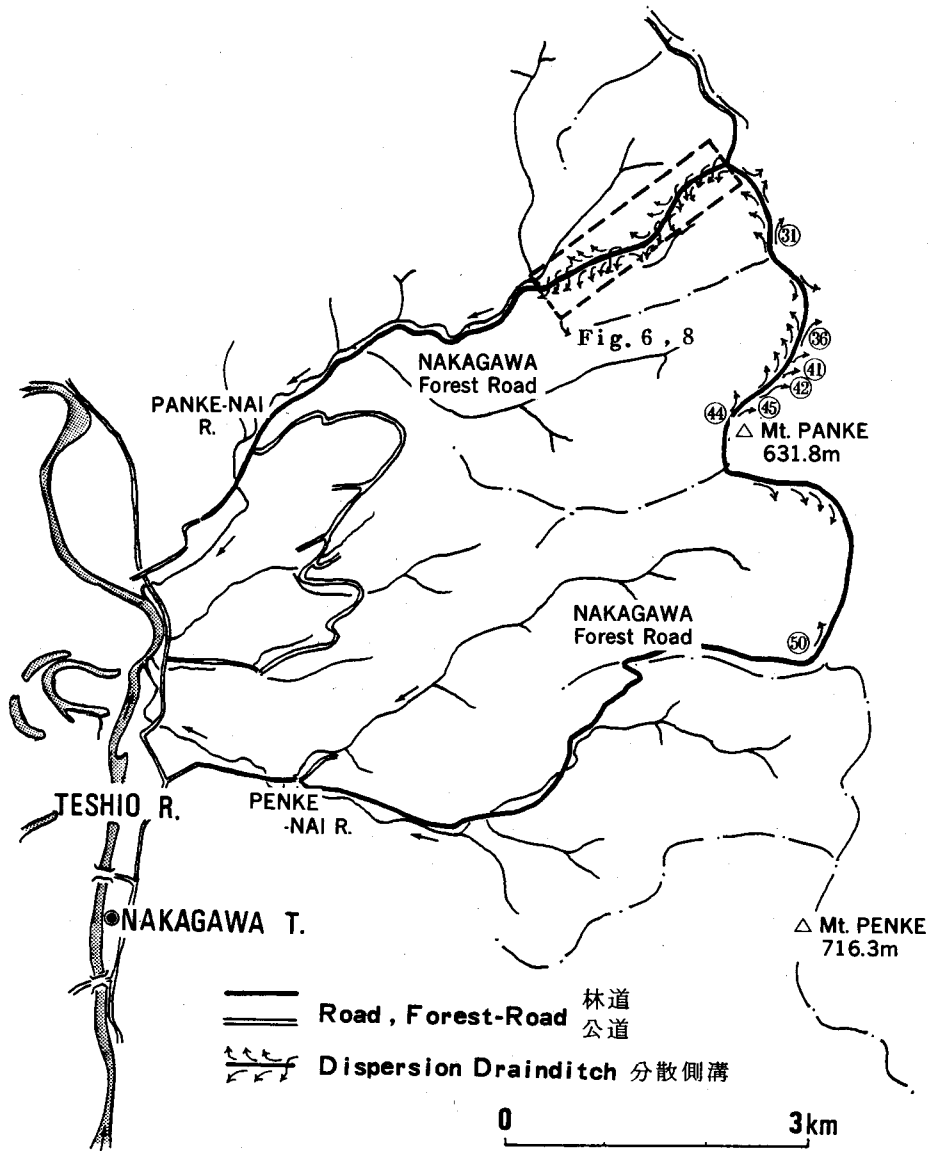 ㉛
Fig. 6, 8
㊱
NAKAGAWA
Forest Road
㊶
㊷
PANKE-NAI
R.
㊹
㊺
△ Mt. PANKE
631.8m
NAKAGAWA
Forest Road
㊿
TESHIO R.
PENKE
-NAI R.
NAKAGAWA T.
△ Mt. PENKE
716.3m
Road, Forest-Road 林道
公道
Dispersion Drainditch 分散側溝
0 3km